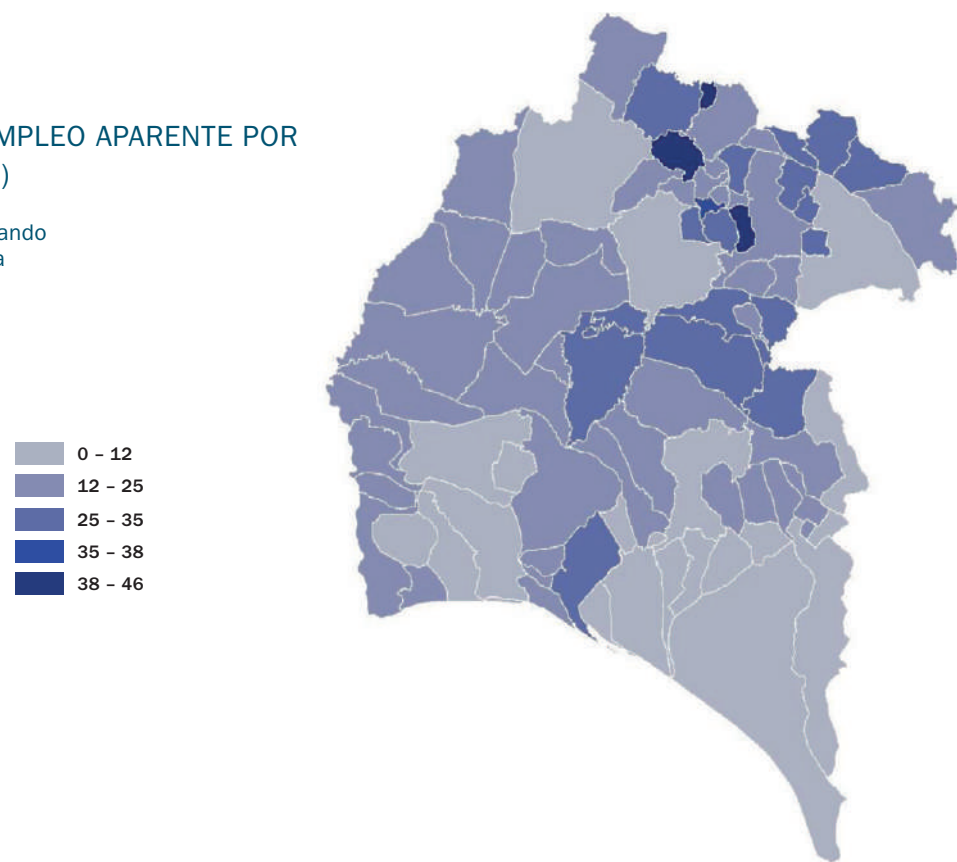 MPLEO APARENTE POR
)
ando
a
0 – 12
12 – 25
25 – 35
35 – 38
38 – 46